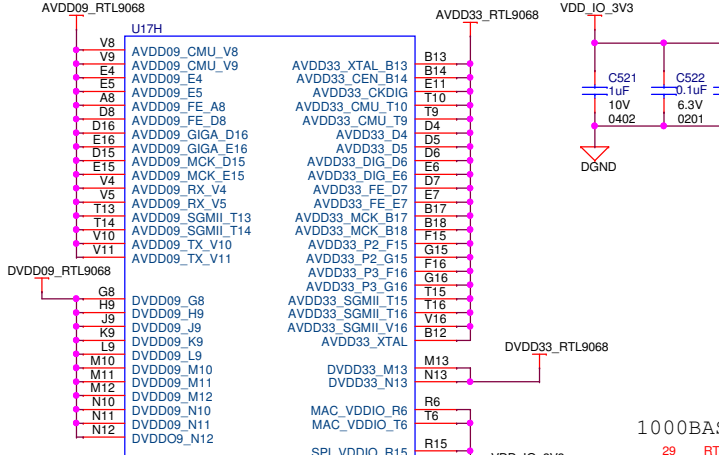 AVDD09_RTL9068
AVDD33_RTL9068
VDD_IO_3V3
U17H
V8 AVDD09_CMU_V8
V9 AVDD09_CMU_V9
E4 AVDD09_E4
E5 AVDD09_E5
A8 AVDD09_FE_A8
D8 AVDD09_FE_D8
D16 AVDD09_GIGA_D16
E16 AVDD09_GIGA_E16
D15 AVDD09_MCK_D15
E15 AVDD09_MCK_E15
V4 AVDD09_RX_V4
V5 AVDD09_RX_V5
T13 AVDD09_SGMII_T13
T14 AVDD09_SGMII_T14
V10 AVDD09_TX_V10
V11 AVDD09_TX_V11
DVDD09_RTL9068
G8 DVDD09_G8
H9 DVDD09_H9
J9 DVDD09_J9
K9 DVDD09_K9
L9 DVDD09_L9
M10 DVDD09_M10
M11 DVDD09_M11
M12 DVDD09_M12
N10 DVDD09_N10
N11 DVDD09_N11
N12 DVDDO9_N12
AVDD33_XTAL_B13 B13
AVDD33_CEN_B14 B14
AVDD33_CKDIG E11
AVDD33_CMU_T10 T10
AVDD33_CMU_T9 T9
AVDD33_D4 D4
AVDD33_D5 D5
AVDD33_DIG_D6 D6
AVDD33_DIG_E6 E6
AVDD33_FE_D7 D7
AVDD33_FE_E7 E7
AVDD33_MCK_B17 B17
AVDD33_MCK_B18 B18
AVDD33_P2_F15 F15
AVDD33_P2_G15 G15
AVDD33_P3_F16 F16
AVDD33_P3_G16 G16
AVDD33_SGMII_T15 T15
AVDD33_SGMII_T16 T16
AVDD33_SGMII_V16 V16
AVDD33_XTAL B12
DVDD33_M13 M13
DVDD33_N13 N13
DVDD33_RTL9068
MAC_VDDIO_R6 R6
MAC_VDDIO_T6 T6
SPI_VDDIO_R15 R15
VDD_IO_3V3
C521
1uF
10V
0402
C522
0.1uF
6.3V
0201
DGND
1000BAS
29 RT